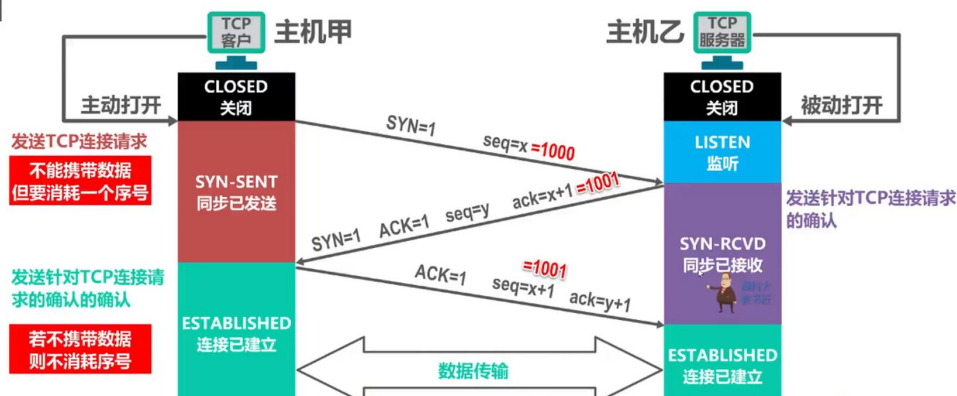 TCP
客户
主机甲
主机乙
TCP
服务器
主动打开
CLOSED
关闭
CLOSED
关闭
被动打开
发送TCP连接请求
不能携带数据
但要消耗一个序号
SYN=1 seq=x =1000
LISTEN
监听
SYN-SENT
同步已发送
SYN=1 ACK=1 seq=y ack=x+1 =1001
发送针对TCP连接请求
的确认
SYN-RCVD
同步已接收
发送针对TCP连接请
求的确认的确认
=1001
ACK=1 seq=x+1 ack=y+1
若不携带数据
则不消耗序号
ESTABLISHED
连接已建立
数据传输
ESTABLISHED
连接已建立